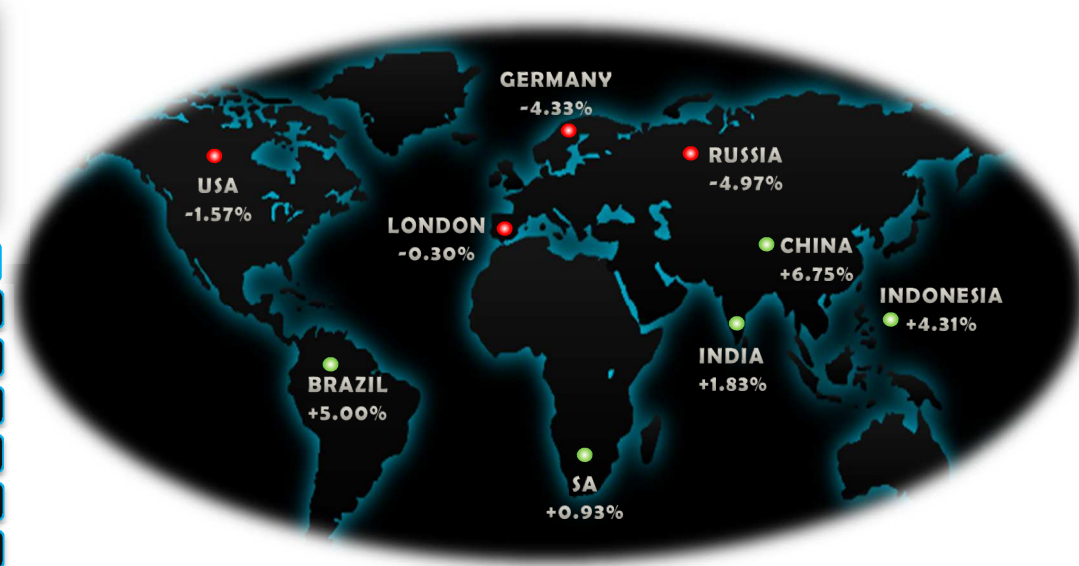 GERMANY
-4.33%
RUSSIA
-4.97%
USA
-1.57%
LONDON
-0.30%
CHINA
+6.75%
INDONESIA
+4.31%
INDIA
+1.83%
BRAZIL
+5.00%
SA
+0.93%